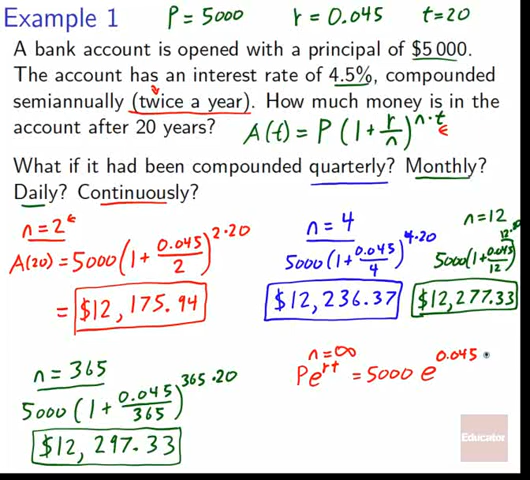 Example 1 P = 5000 r = 0.045 t = 20
A bank account is opened with a principal of $5 000.
The account has an interest rate of 4.5%, compounded
semiannually (twice a year). How much money is in the
account after 20 years? A(t) = P(1 + r/n)^(n·t)
What if it had been compounded quarterly? Monthly?
Daily? Continuously?
n = 2
A(20) = 5000(1 + 0.045/2)^(2·20)
= $12,175.94
n = 4
5000(1 + 0.045/4)^(4·20)
$12,236.37
n = 12
5000(1 + 0.045/12)^(12·20)
$12,277.33
n = 365
5000(1 + 0.045/365)^(365·20)
$12,297.33
n = ∞
Pe^(rt) = 5000 e^(0.045 ·
Educator